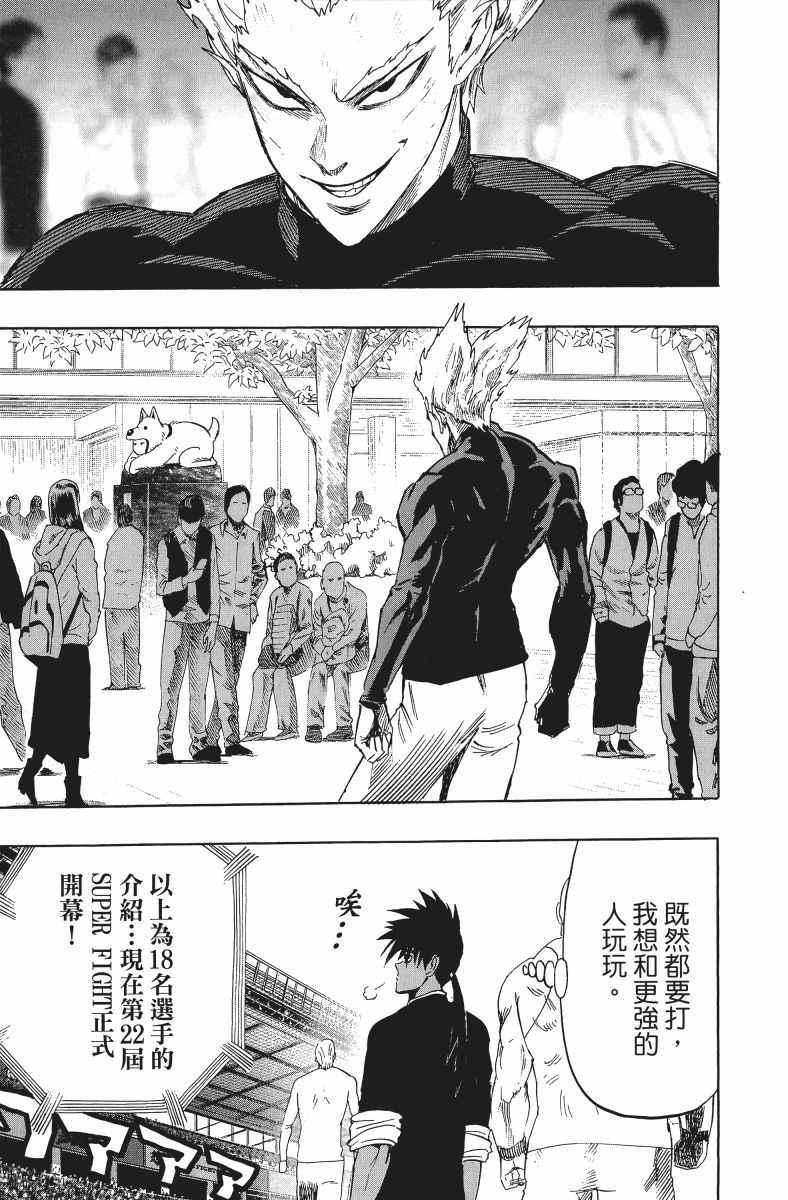 既然都要打，
我想和更強的
人玩玩。
唉…
以上為18名選手的
介紹…現在第22屆
SUPER FIGHT正式
開幕！
FIGHT
アアアア